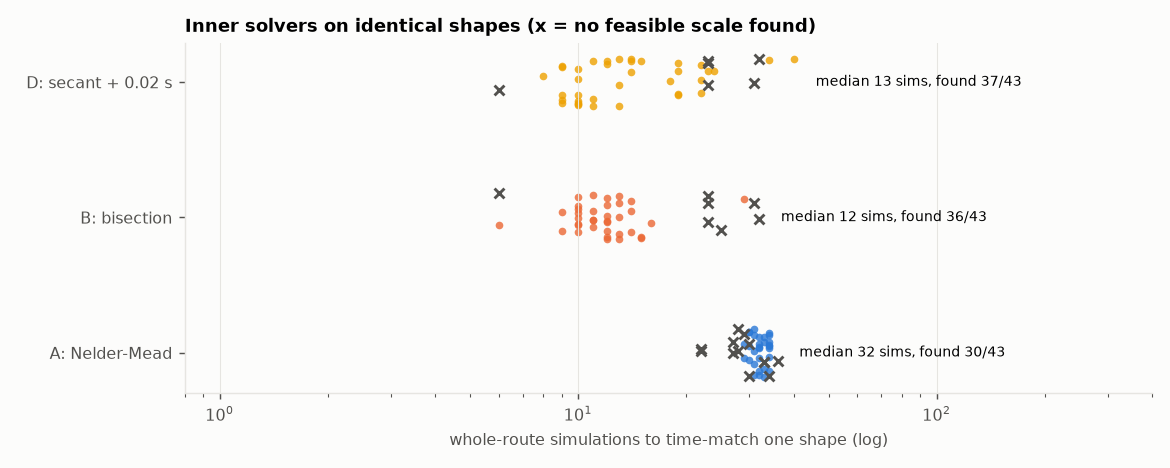 Inner solvers on identical shapes (x = no feasible scale found)
D: secant + 0.02 s
median 13 sims, found 37/43
B: bisection
median 12 sims, found 36/43
A: Nelder-Mead
median 32 sims, found 30/43
10⁰ 10¹ 10²
whole-route simulations to time-match one shape (log)